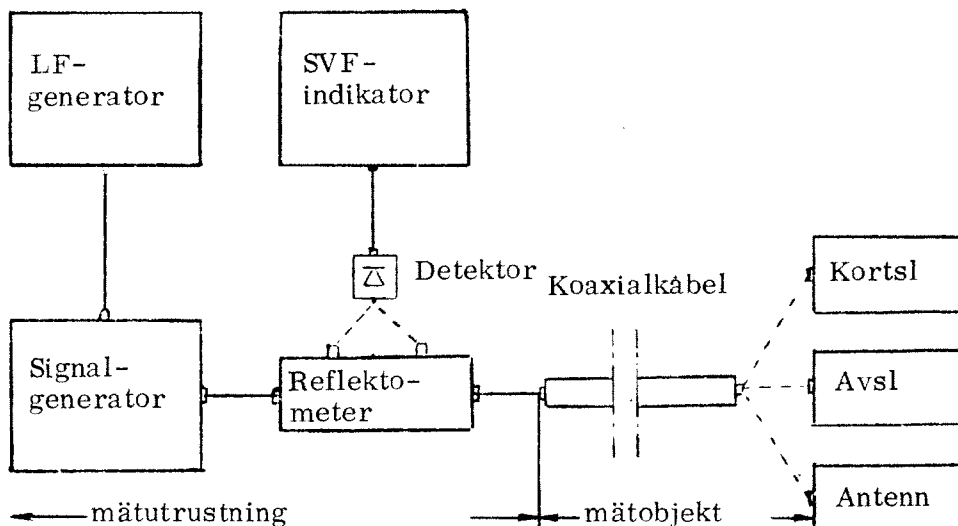 LF-
generator
SVF-
indikator
Detektor
Koaxialkabel
Kortsl
Signal-
generator
Reflekto-
meter
Avsl
Antenn
mätutrustning
mätobjekt